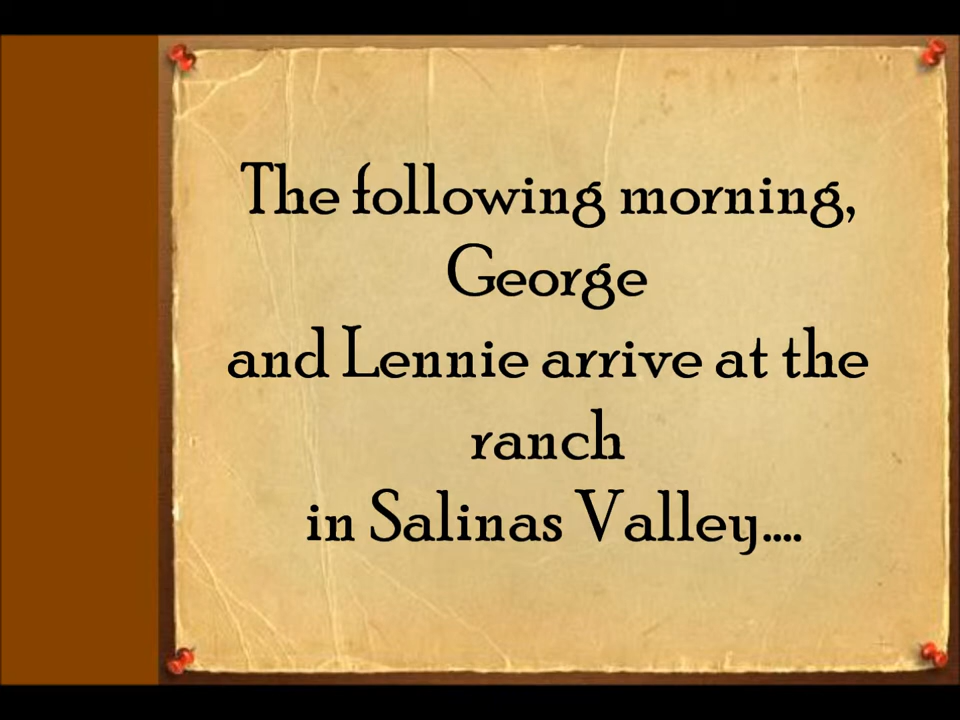 The following morning,
George
and Lennie arrive at the
ranch
in Salinas Valley....